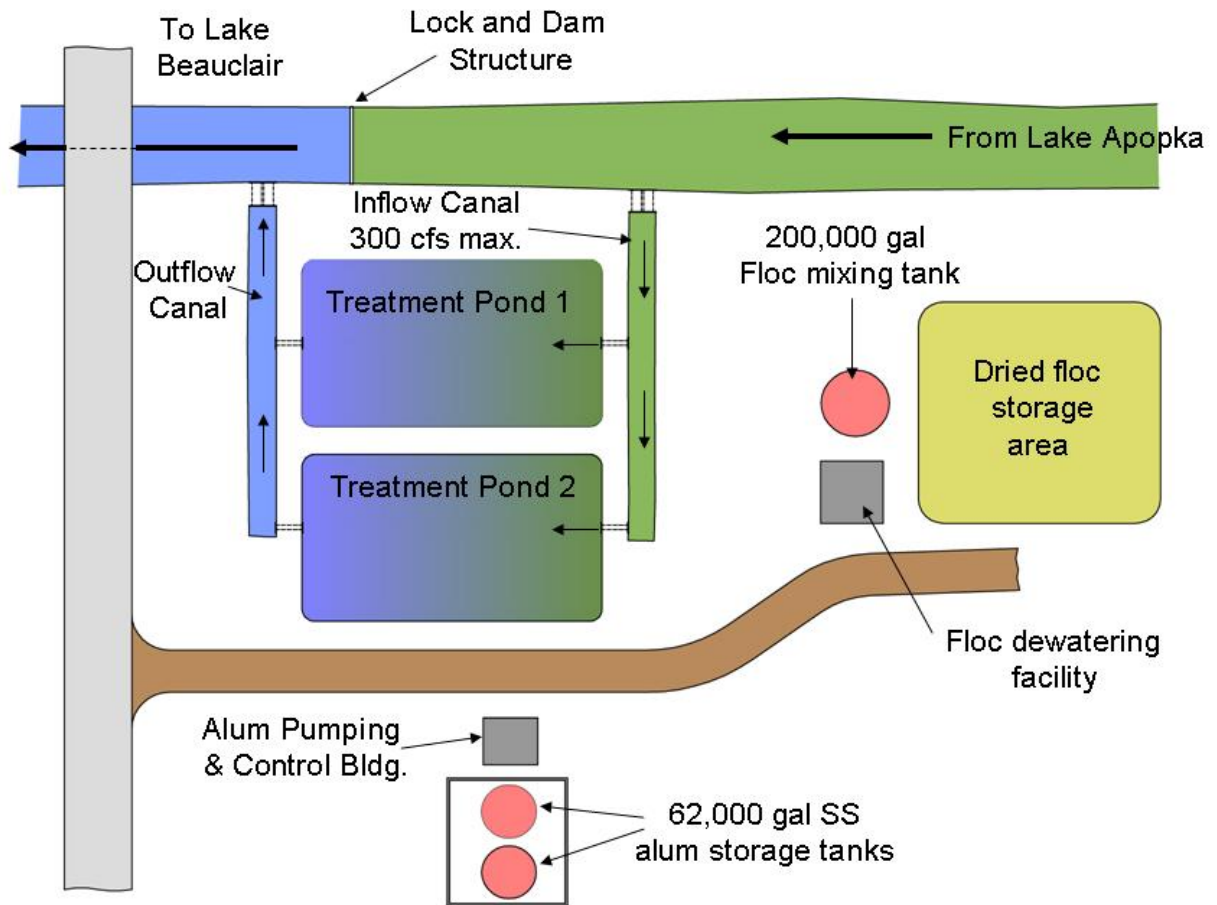 To Lake
Beauclair
Lock and Dam
Structure
From Lake Apopka
Inflow Canal
300 cfs max.
200,000 gal
Floc mixing tank
Outflow
Canal
Treatment Pond 1
Dried floc
storage
area
Treatment Pond 2
Floc dewatering
facility
Alum Pumping
& Control Bldg.
62,000 gal SS
alum storage tanks